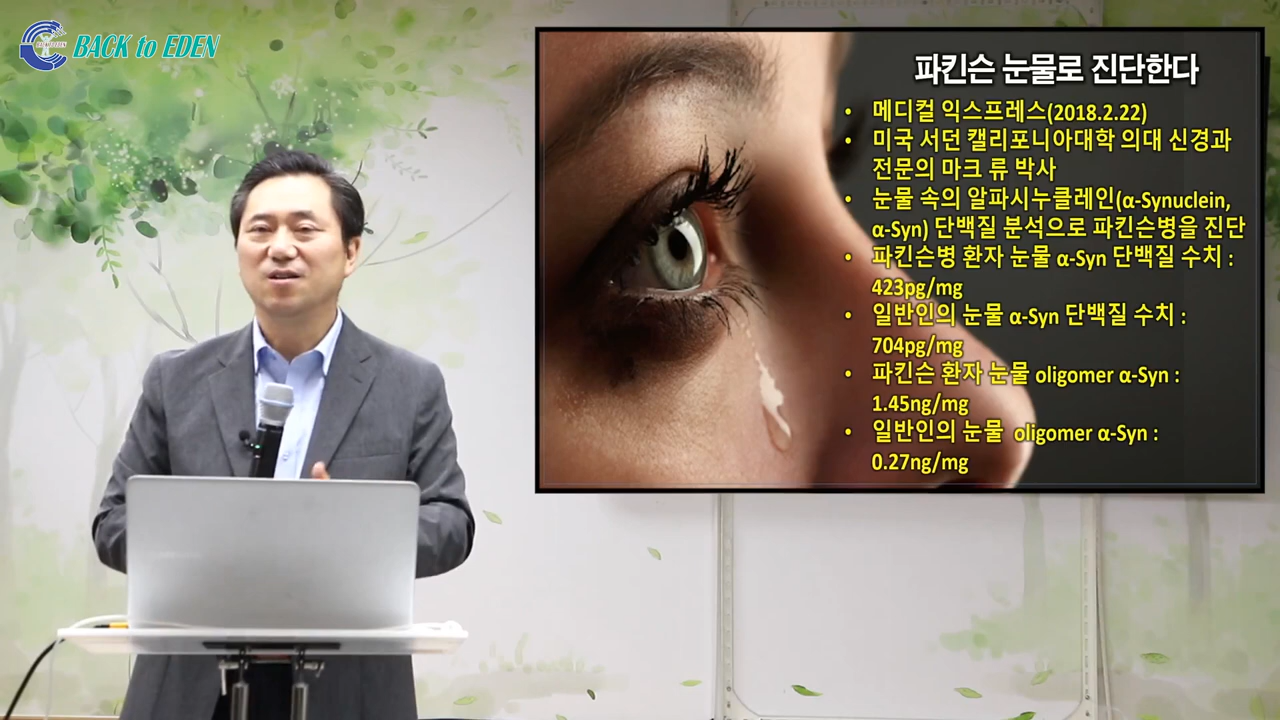 BACK to EDEN
파킨슨 눈물로 진단한다
• 메디컬 익스프레스(2018.2.22)
• 미국 서던 캘리포니아대학 의대 신경과
전문의 마크 류 박사
• 눈물 속의 알파시누클레인(α-Synuclein,
α-Syn) 단백질 분석으로 파킨슨병을 진단
• 파킨슨병 환자 눈물 α-Syn 단백질 수치 :
423pg/mg
• 일반인의 눈물 α-Syn 단백질 수치 :
704pg/mg
• 파킨슨 환자 눈물 oligomer α-Syn :
1.45ng/mg
• 일반인의 눈물 oligomer α-Syn :
0.27ng/mg